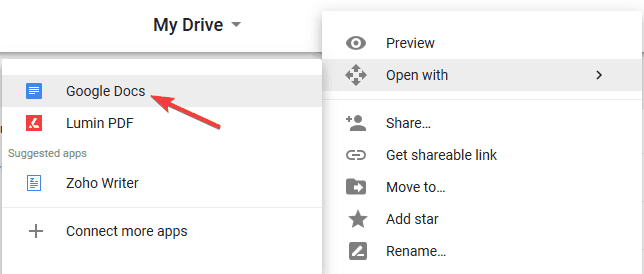 My Drive
Google Docs
Lumin PDF
Suggested apps
Zoho Writer
Connect more apps
Preview
Open with
Share...
Get shareable link
Move to...
Add star
Rename...